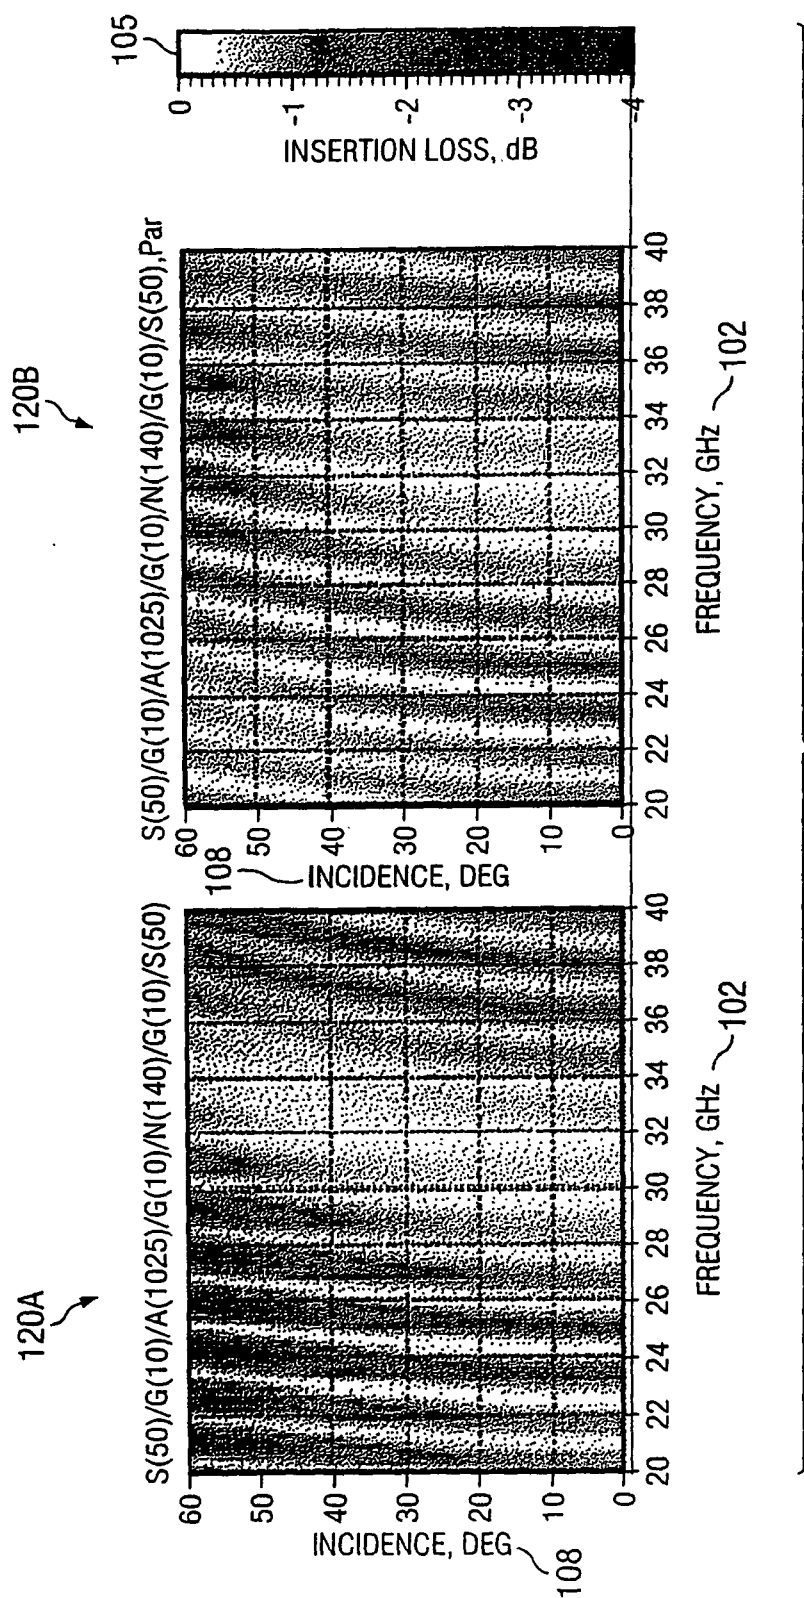 120A
S(50)/G(10)/A(1025)/G(10)/N(140)/G(10)/S(50)
60
50
40
30
20
10
0
INCIDENCE, DEG
108
20 22 24 26 28 30 32 34 36 38 40
FREQUENCY, GHz 102
120B
S(50)/G(10)/A(1025)/G(10)/N(140)/G(10)/S(50),Par
60
50
40
30
20
10
0
108
INCIDENCE, DEG
20 22 24 26 28 30 32 34 36 38 40
FREQUENCY, GHz 102
105
0
-1
-2
-3
-4
INSERTION LOSS, dB